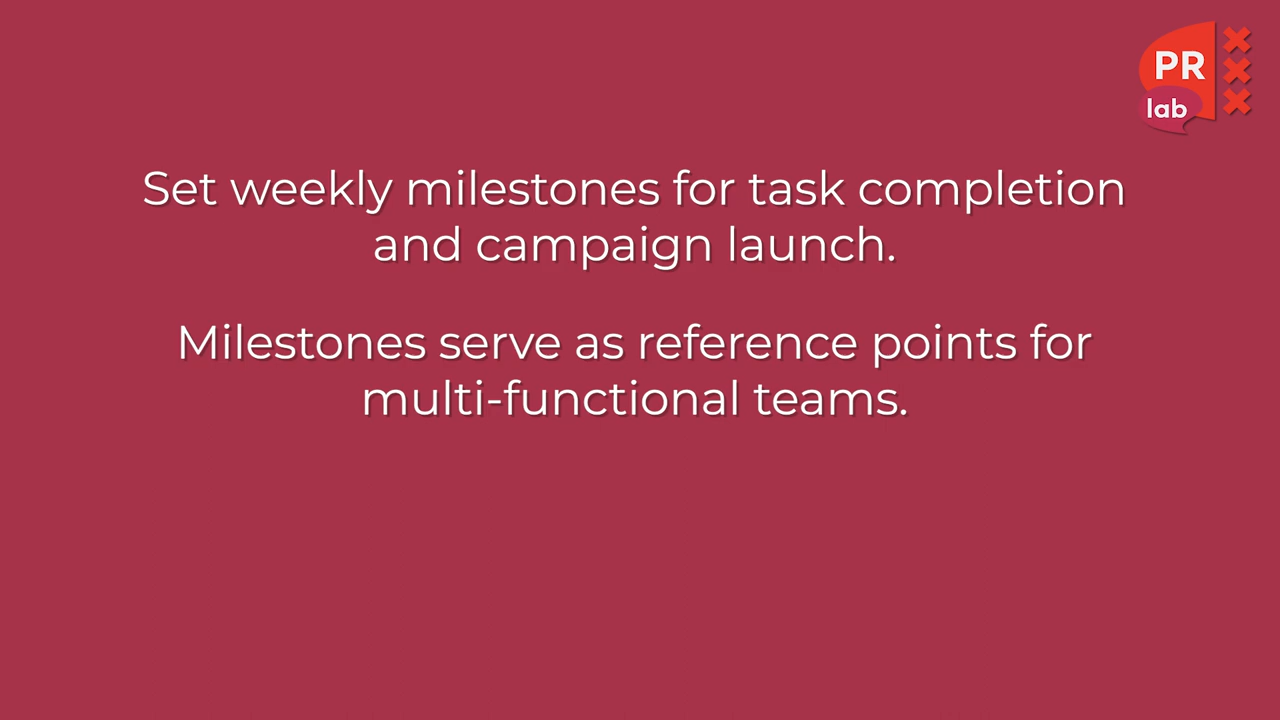 PR
lab
Set weekly milestones for task completion
and campaign launch.
Milestones serve as reference points for
multi-functional teams.